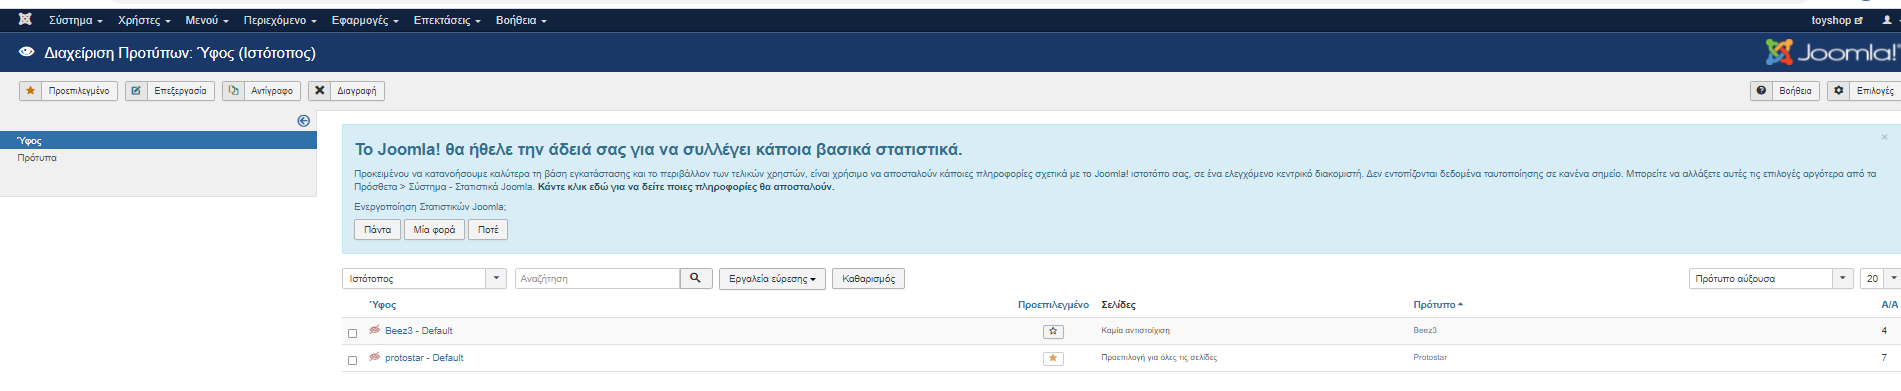 Σύστημα Χρήστες Μενού Περιεχόμενο Εφαρμογές Επεκτάσεις Βοήθεια toyshop
Διαχείριση Προτύπων: Ύφος (Ιστότοπος) Joomla!
Προεπιλεγμένο Επεξεργασία Αντίγραφο Διαγραφή Βοήθεια Επιλογές
Ύφος
Πρότυπα
Το Joomla! θα ήθελε την άδειά σας για να συλλέγει κάποια βασικά στατιστικά.
Προκειμένου να κατανοήσουμε καλύτερα τη βάση εγκατάστασης και το περιβάλλον των τελικών χρηστών, είναι χρήσιμο να αποσταλούν κάποιες πληροφορίες σχετικά με το Joomla! ιστοτόπο σας, σε ένα ελεγχόμενο κεντρικό διακομιστή. Δεν εντοπίζονται δεδομένα ταυτοποίησης σε κανένα σημείο. Μπορείτε να αλλάξετε αυτές τις επιλογές αργότερα από τα
Πρόσθετα > Σύστημα - Στατιστικά Joomla. Κάντε κλικ εδώ για να δείτε ποιες πληροφορίες θα αποσταλούν.
Ενεργοποίηση Στατιστικών Joomla;
Πάντα Μία φορά Ποτέ
Ιστότοπος Αναζήτηση Εργαλεία εύρεσης Καθαρισμός Πρότυπο αύξουσα 20
Ύφος Προεπιλεγμένο Σελίδες Πρότυπο Α/Α
Beez3 - Default Καμία αντιστοίχιση Beez3 4
protostar - Default Προεπιλογή για όλες τις σελίδες Protostar 7